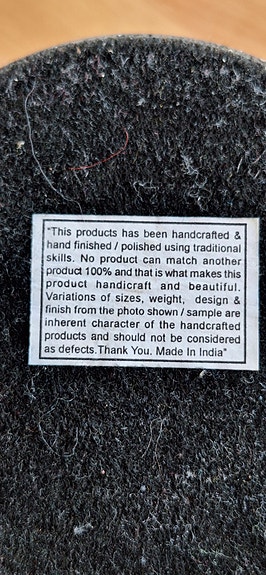 "This products has been handcrafted &
hand finished / polished using traditional
skills. No product can match another
product 100% and that is what makes this
product handicraft and beautiful.
Variations of sizes, weight, design &
finish from the photo shown / sample are
inherent character of the handcrafted
products and should not be considered
as defects.Thank You. Made In India"